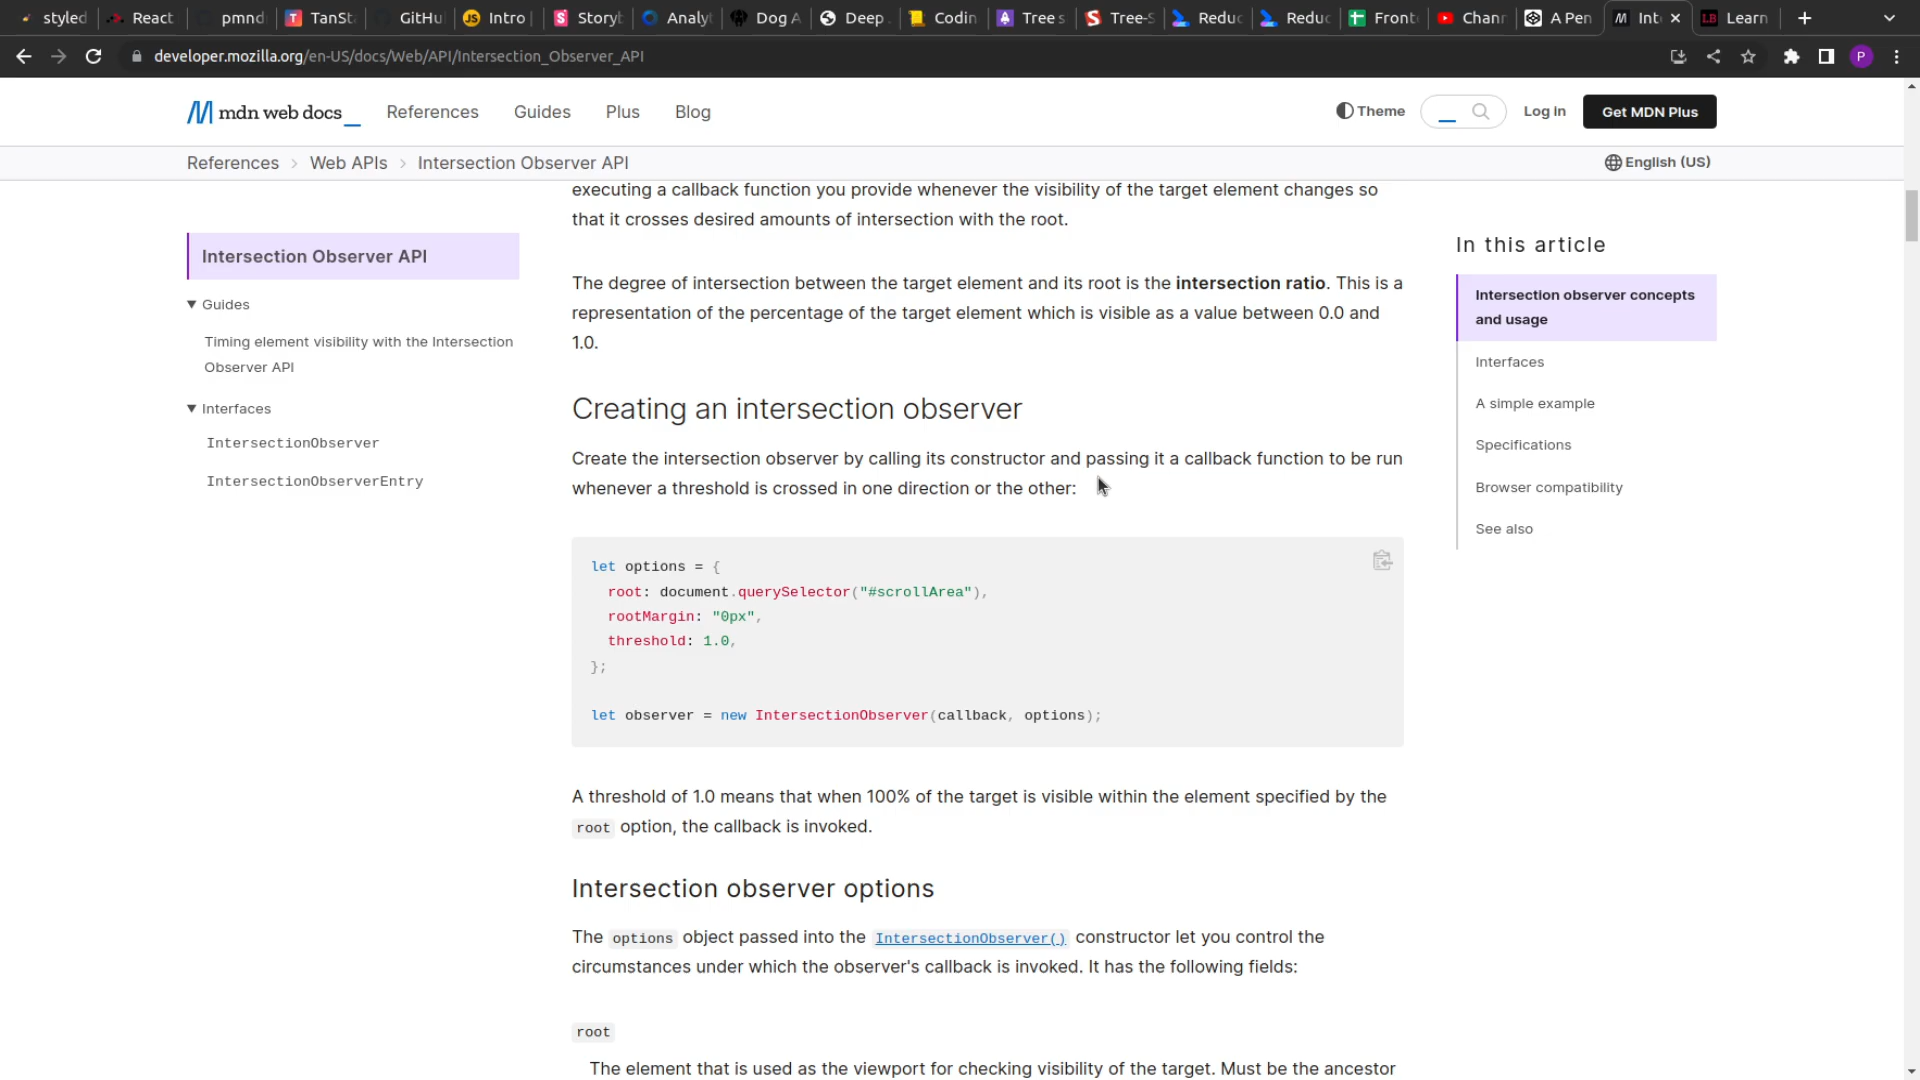 styled
React
pmnd
TanSt
GitHu
Intro
Story
Analyt
Dog A
Deep
Codin
Tree s
Tree-S
Reduc
Reduc
Front
Chann
A Pen
Int
Learn
developer.mozilla.org/en-US/docs/Web/API/Intersection_Observer_API
P
mdn web docs_
References
Guides
Plus
Blog
Theme
Log in
Get MDN Plus
References > Web APIs > Intersection Observer API
English (US)
Intersection Observer API
▼ Guides
Timing element visibility with the Intersection
Observer API
▼ Interfaces
IntersectionObserver
IntersectionObserverEntry
executing a callback function you provide whenever the visibility of the target element changes so
that it crosses desired amounts of intersection with the root.
The degree of intersection between the target element and its root is the intersection ratio. This is a
representation of the percentage of the target element which is visible as a value between 0.0 and
1.0.
Creating an intersection observer
Create the intersection observer by calling its constructor and passing it a callback function to be run
whenever a threshold is crossed in one direction or the other:
let options = {
  root: document.querySelector("#scrollArea"),
  rootMargin: "0px",
  threshold: 1.0,
};
let observer = new IntersectionObserver(callback, options);
A threshold of 1.0 means that when 100% of the target is visible within the element specified by the
root option, the callback is invoked.
Intersection observer options
The options object passed into the IntersectionObserver() constructor let you control the
circumstances under which the observer's callback is invoked. It has the following fields:
root
The element that is used as the viewport for checking visibility of the target. Must be the ancestor
In this article
Intersection observer concepts
and usage
Interfaces
A simple example
Specifications
Browser compatibility
See also